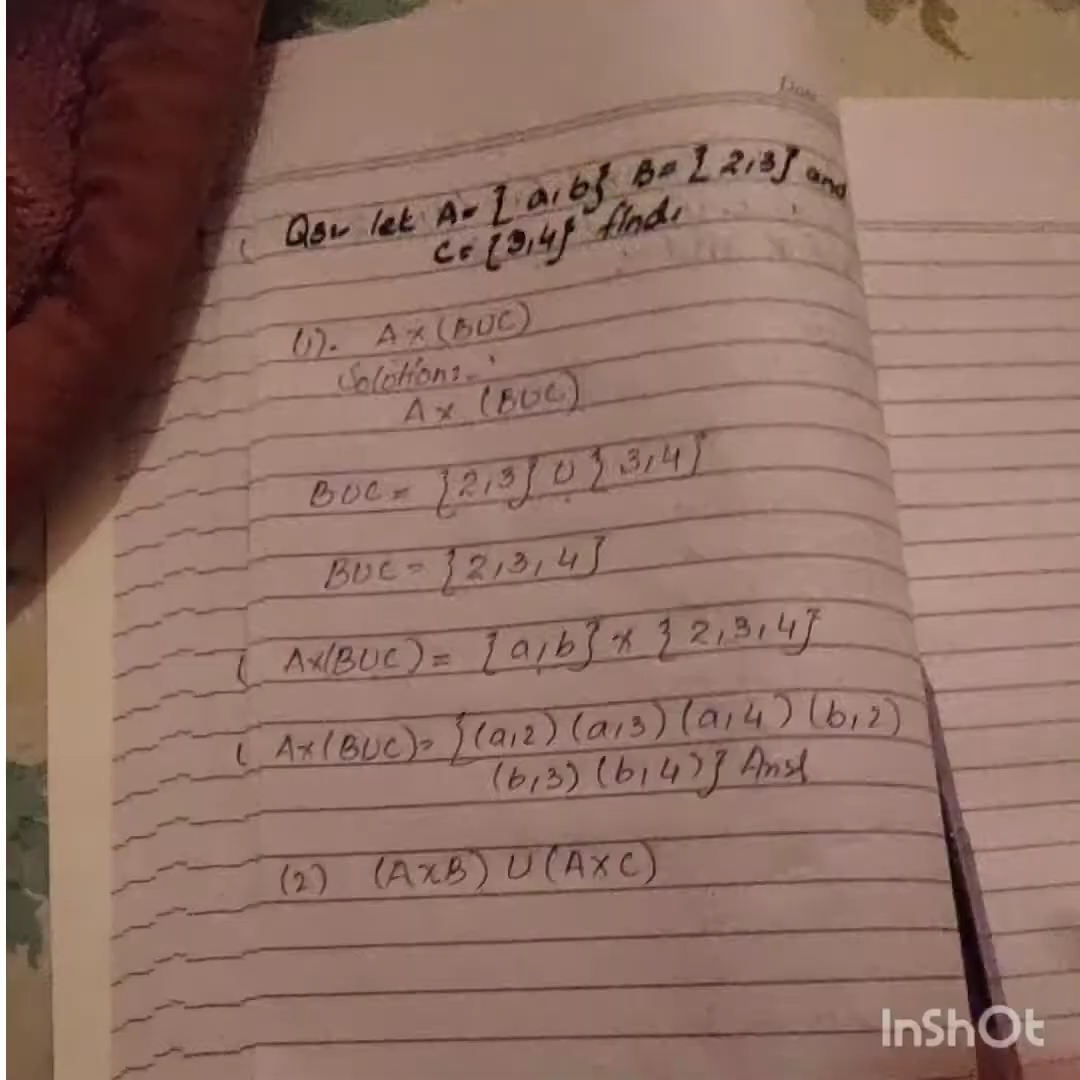 Date
Q3:- let A= {a,b} B= {2,3} and
C= {3,4} find,
(1). A×(BUC)
Solution:-
A× (BUC)
BUC = {2,3} U {3,4}
BUC = {2,3,4}
A×(BUC) = {a,b} × {2,3,4}
A×(BUC)= {(a,2) (a,3) (a,4) (b,2)
(b,3) (b,4)} Ans
(2) (A×B) U (A×C)
InShOt